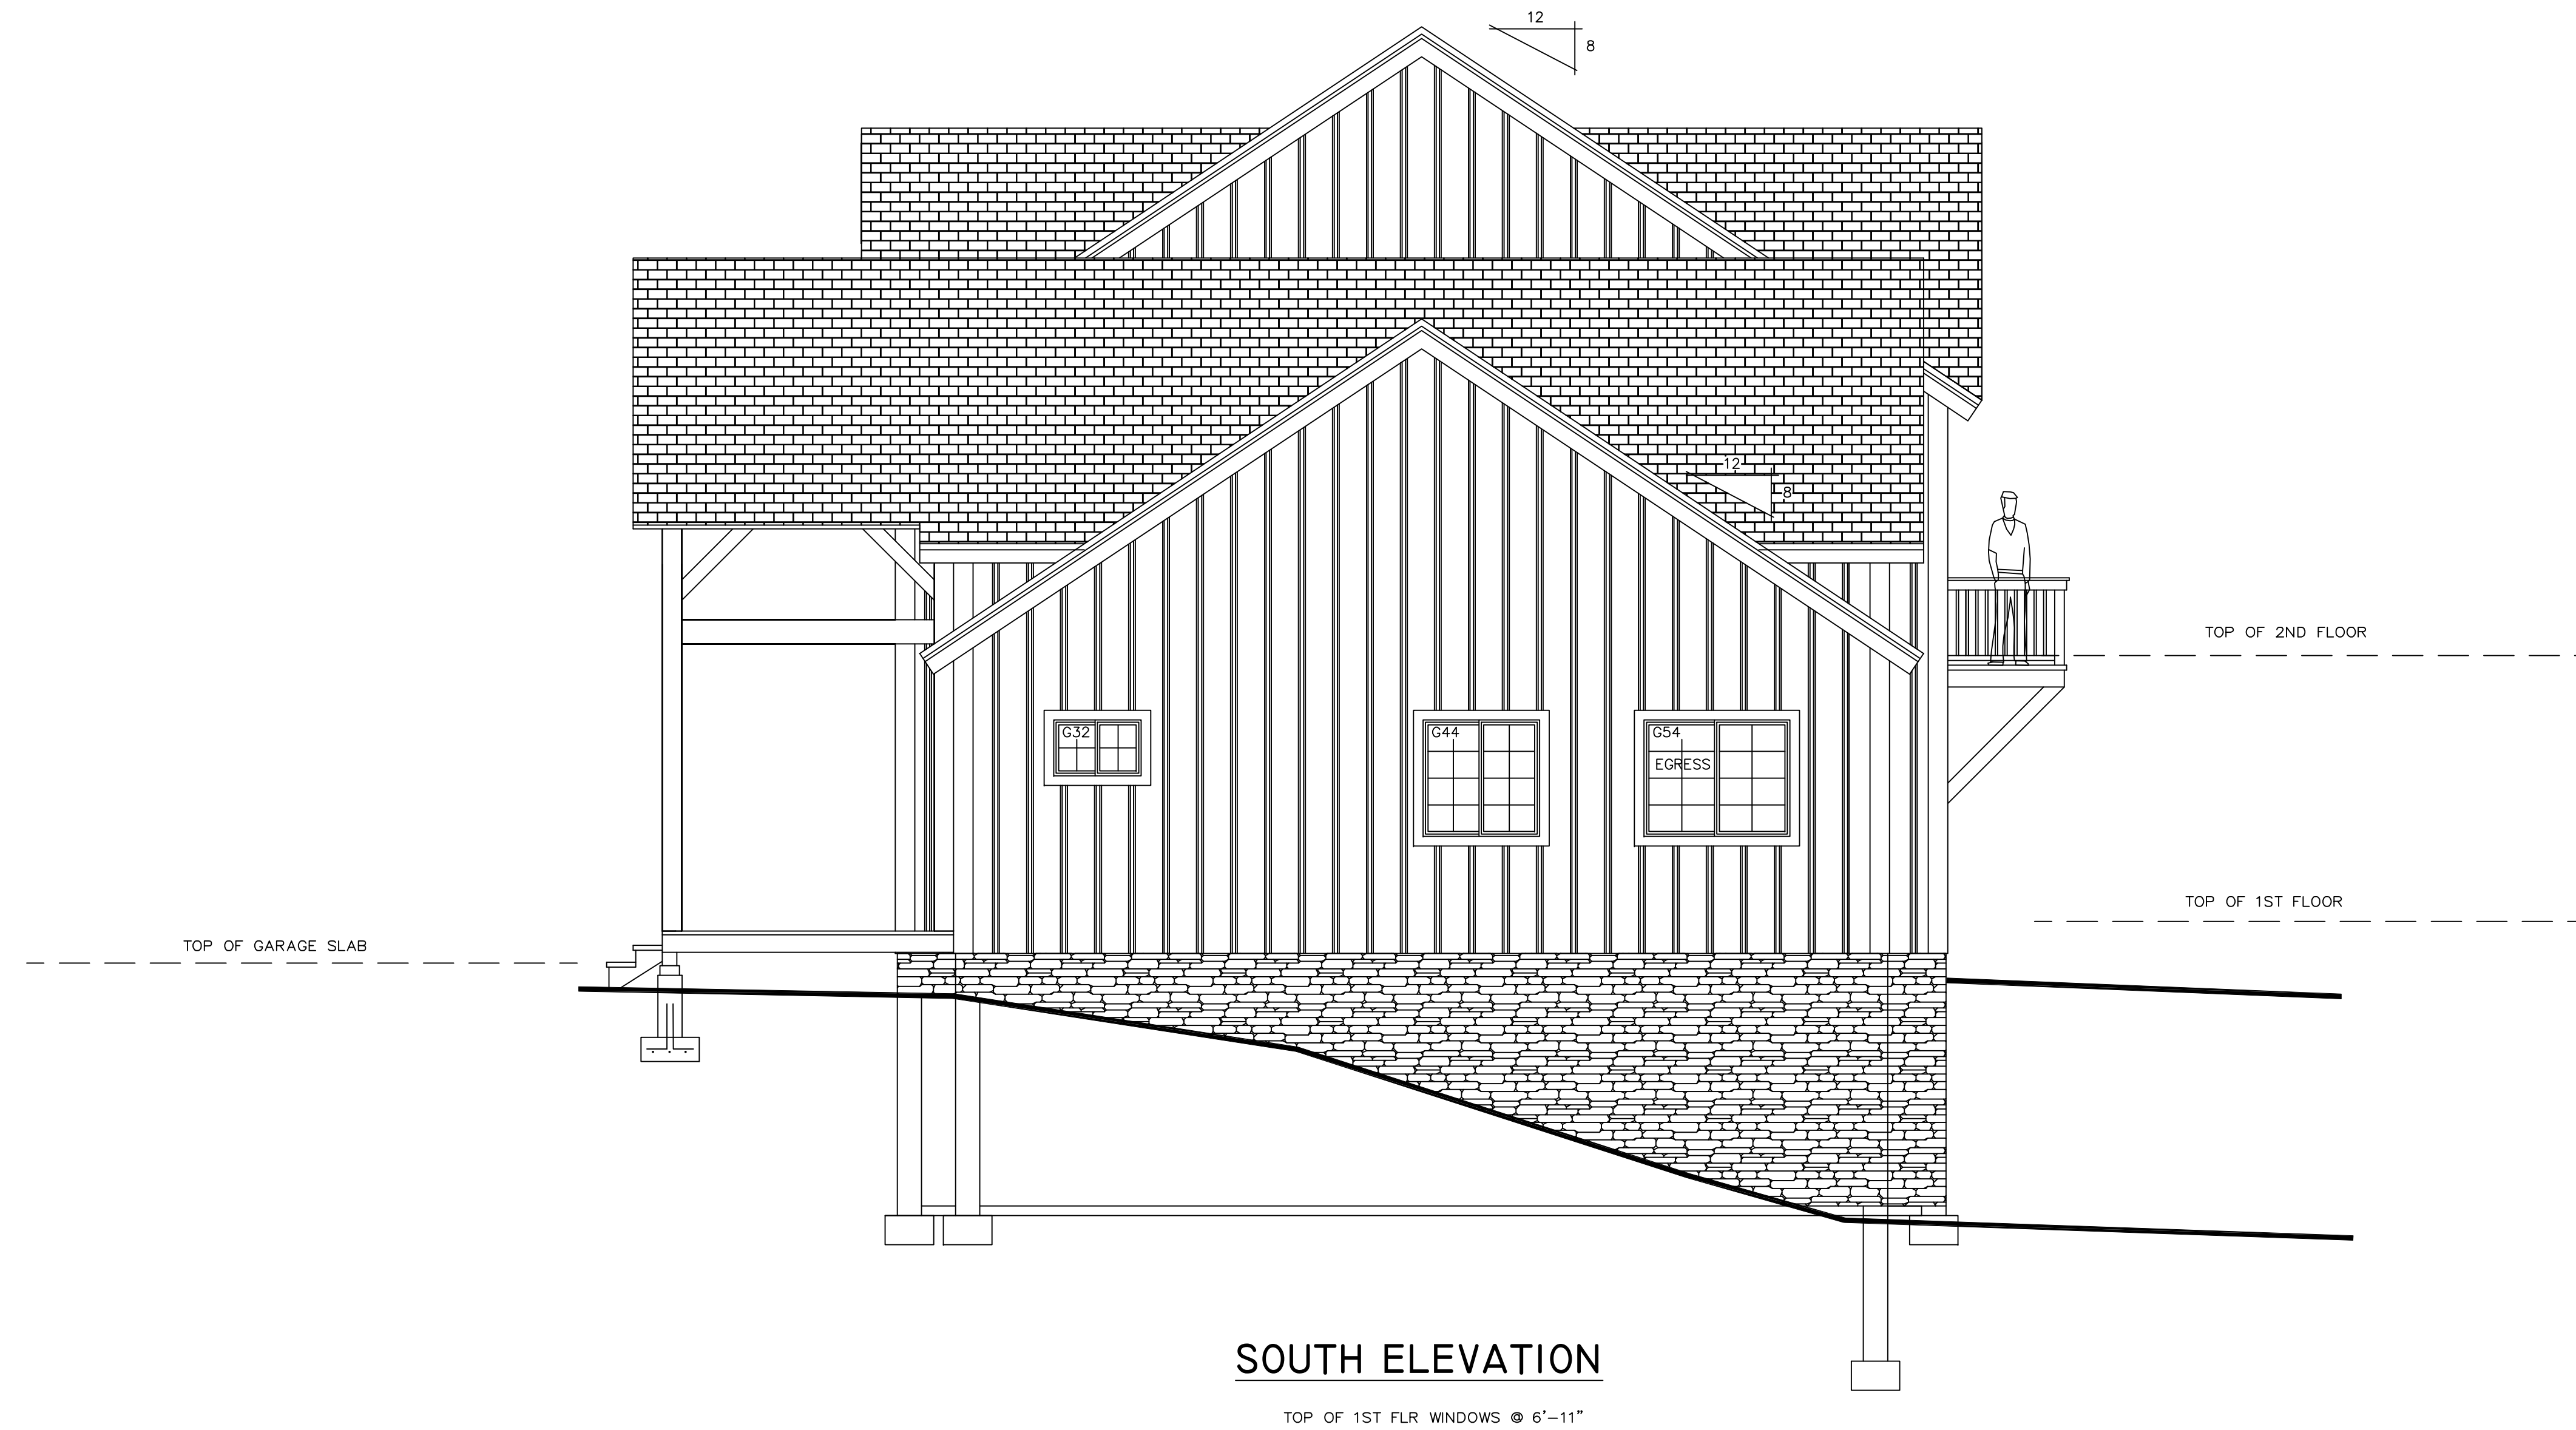 12
8
12
8
TOP OF 2ND FLOOR
G32
G44
G54
EGRESS
TOP OF 1ST FLOOR
TOP OF GARAGE SLAB
SOUTH ELEVATION
TOP OF 1ST FLR WINDOWS @ 6'-11"